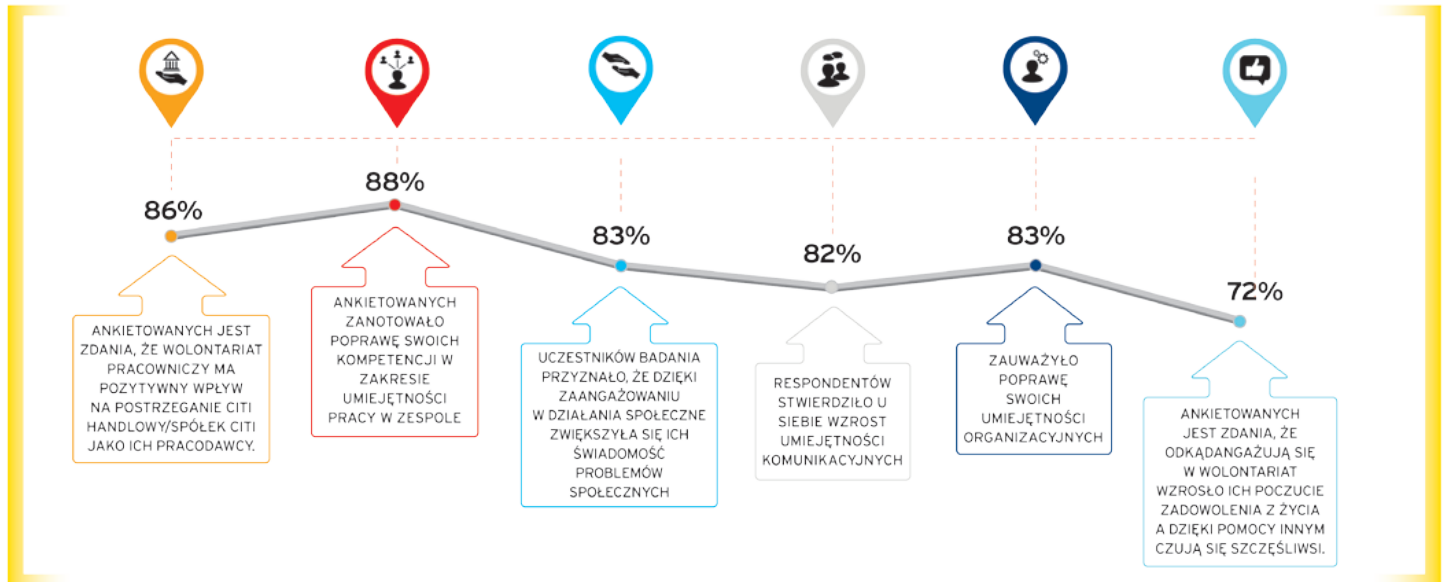 86%
ANKIETOWANYCH JEST
ZDANIA, ŻE WOLONTARIAT
PRACOWNICZY MA
POZYTYWNY WPŁYW
NA POSTRZEGANIE CITI
HANDLOWY/SPÓŁEK CITI
JAKO ICH PRACODAWCY.
88%
ANKIETOWANYCH
ZANOTOWAŁO
POPRAWĘ SWOICH
KOMPETENCJI W
ZAKRESIE
UMIEJĘTNOŚCI
PRACY W ZESPOLE
83%
UCZESTNIKÓW BADANIA
PRZYZNAŁO, ŻE DZIĘKI
ZAANGAŻOWANIU
W DZIAŁANIA SPOŁECZNE
ZWIĘKSZYŁA SIĘ ICH
ŚWIADOMOŚĆ
PROBLEMÓW
SPOŁECZNYCH
82%
RESPONDENTÓW
STWIERDZIŁO U
SIEBIE WZROST
UMIEJĘTNOŚCI
KOMUNIKACYJNYCH
83%
ZAUWAŻYŁO
POPRAWĘ
SWOICH
UMIEJĘTNOŚCI
ORGANIZACYJNYCH
72%
ANKIETOWANYCH
JEST ZDANIA, ŻE
ODKĄDANGAŻUJĄ SIĘ
W WOLONTARIAT
WZROSŁO ICH POCZUCIE
ZADOWOLENIA Z ŻYCIA
A DZIĘKI POMOCY INNYM
CZUJĄ SIĘ SZCZĘŚLIWSI.